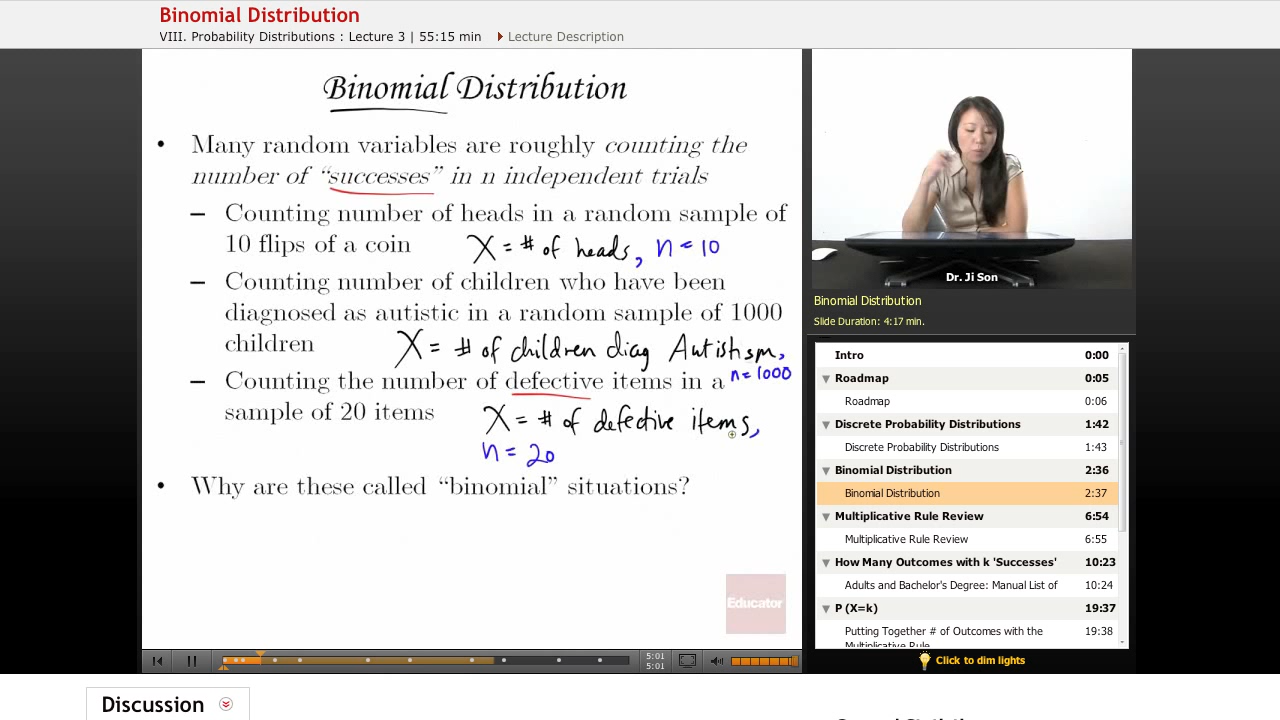 Binomial Distribution
VIII. Probability Distributions : Lecture 3 | 55:15 min Lecture Description
Binomial Distribution
• Many random variables are roughly counting the
number of “successes” in n independent trials
– Counting number of heads in a random sample of
10 flips of a coin X = # of heads, n = 10
– Counting number of children who have been
diagnosed as autistic in a random sample of 1000
children X = # of children diag Autistism,
n = 1000
– Counting the number of defective items in a
sample of 20 items X = # of defective items,
n = 20
• Why are these called “binomial” situations?
Educator
5:01
5:01
Dr. Ji Son
Binomial Distribution
Slide Duration: 4:17 min.
Intro 0:00
Roadmap 0:05
Roadmap 0:06
Discrete Probability Distributions 1:42
Discrete Probability Distributions 1:43
Binomial Distribution 2:36
Binomial Distribution 2:37
Multiplicative Rule Review 6:54
Multiplicative Rule Review 6:55
How Many Outcomes with k 'Successes' 10:23
Adults and Bachelor's Degree: Manual List of 10:24
P (X=k) 19:37
Putting Together # of Outcomes with the 19:38
Multiplicative Rule
Click to dim lights
Discussion